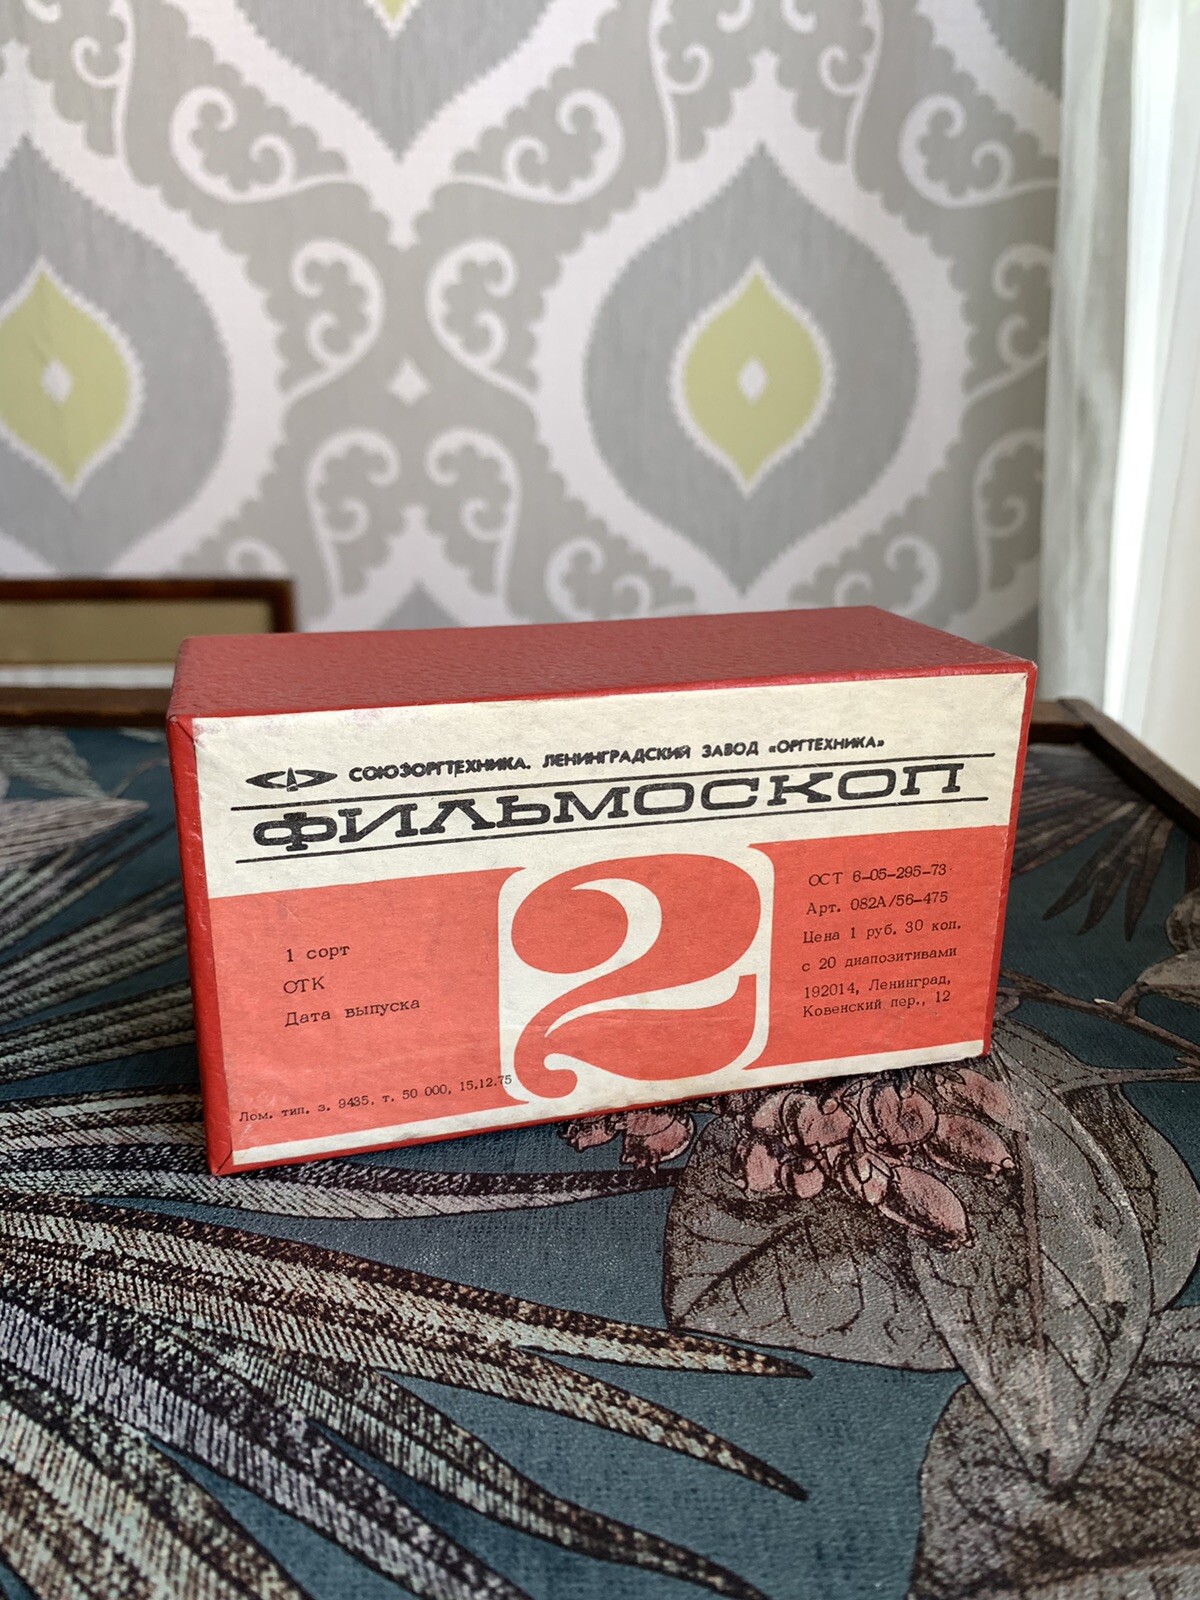 СОЮЗОРГТЕХНИКА. ЛЕНИНГРАДСКИЙ ЗАВОД «ОРГТЕХНИКА»
ФИЛЬМОСКОП
2
1 сорт
ОТК
Дата выпуска
Лом. тип. з. 9435, т. 50 000, 15.12.75
ОСТ 6-05-295-73
Арт. 082А/56-475
Цена 1 руб. 30 коп.
с 20 диапозитивами
192014, Ленинград,
Ковенский пер., 12